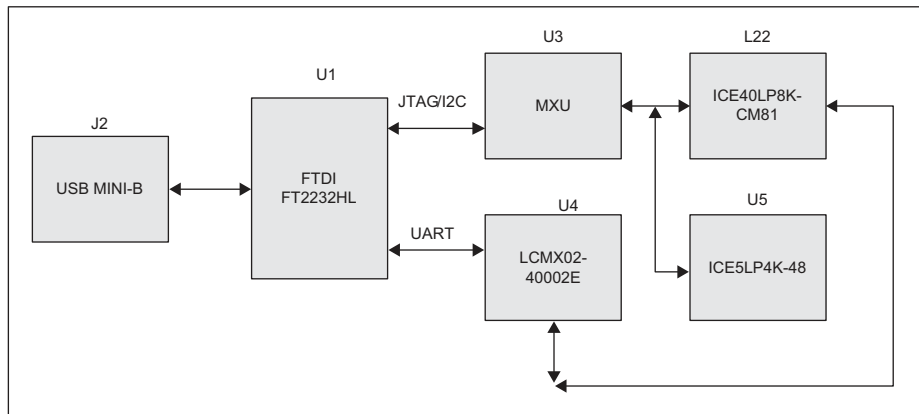 J2
USB MINI-B
U1
FTDI
FT2232HL
JTAG/I2C
UART
U3
MXU
U4
LCMX02-
40002E
L22
ICE40LP8K-
CM81
U5
ICE5LP4K-48